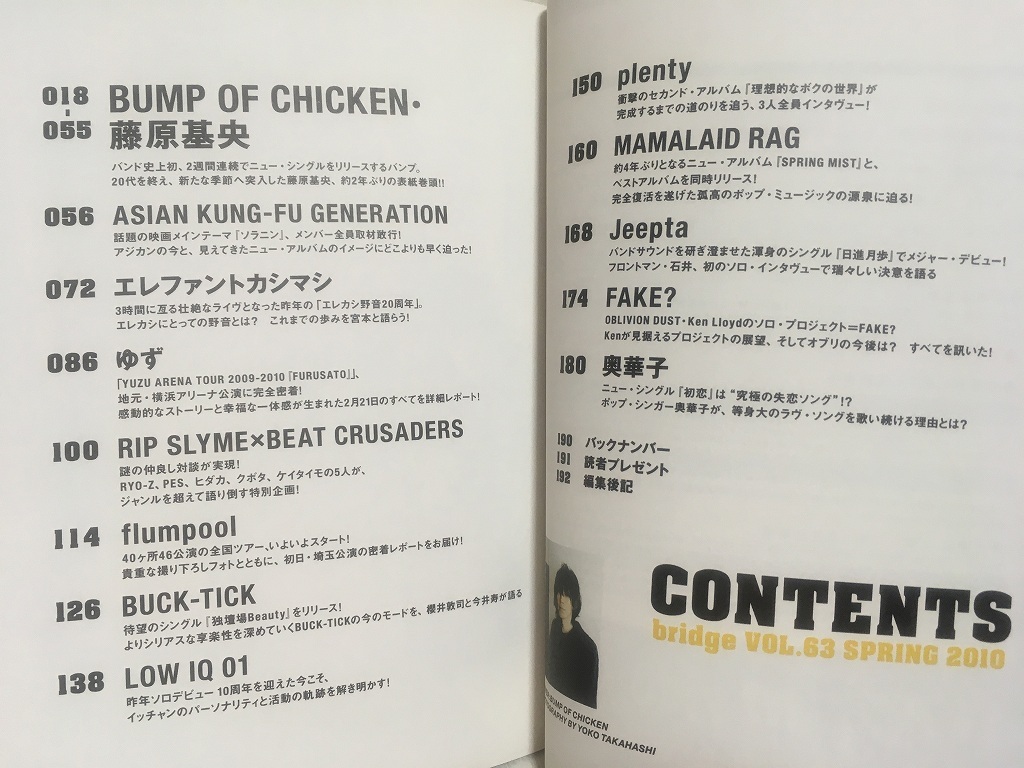 018
-
055
BUMP OF CHICKEN・
藤原基央
バンド史上初、2週間連続でニュー・シングルをリリースするバンプ。
20代を終え、新たな季節へ突入した藤原基央、約2年ぶりの表紙巻頭!!
056 ASIAN KUNG-FU GENERATION
話題の映画メインテーマ『ソラニン』、メンバー全員取材敢行!
アジカンの今と、見えてきたニュー・アルバムのイメージにどこよりも早く迫った!
072 エレファントカシマシ
3時間に亙る壮絶なライヴとなった昨年の「エレカシ野音20周年」。
エレカシにとっての野音とは? これまでの歩みを宮本と語らう!
086 ゆず
「YUZU ARENA TOUR 2009-2010『FURUSATO』」、
地元・横浜アリーナ公演に完全密着!
感動的なストーリーと幸福な一体感が生まれた2月21日のすべてを詳細レポート!
100 RIP SLYME×BEAT CRUSADERS
謎の仲良し対談が実現!
RYO-Z、PES、ヒダカ、クボタ、ケイタイモの5人が、
ジャンルを超えて語り倒す特別企画!
114 flumpool
40ヶ所46公演の全国ツアー、いよいよスタート!
貴重な撮り下ろしフォトとともに、初日・埼玉公演の密着レポートをお届け!
126 BUCK-TICK
待望のシングル『独壇場Beauty』をリリース!
よりシリアスな享楽性を深めていくBUCK-TICKの今のモードを、櫻井敦司と今井寿が語る
138 LOW IQ 01
昨年ソロデビュー10周年を迎えた今こそ、
イッチャンのパーソナリティと活動の軌跡を解き明かす!
150 plenty
衝撃のセカンド・アルバム『理想的なボクの世界』が
完成するまでの道のりを追う、3人全員インタヴュー!
160 MAMALAID RAG
約4年ぶりとなるニュー・アルバム『SPRING MIST』と、
ベストアルバムを同時リリース!
完全復活を遂げた孤高のポップ・ミュージックの源泉に迫る!
168 Jeepta
バンドサウンドを研ぎ澄ませた渾身のシングル『日進月歩』でメジャー・デビュー!
フロントマン・石井、初のソロ・インタヴューで瑞々しい決意を語る
174 FAKE?
OBLIVION DUST・Ken Lloydのソロ・プロジェクト=FAKE?
Kenが見据えるプロジェクトの展望、そしてオブリの今後は? すべてを訊いた!
180 奥華子
ニュー・シングル『初恋』は“究極の失恋ソング”!?
ポップ・シンガー奥華子が、等身大のラヴ・ソングを歌い続ける理由とは?
190 バックナンバー
191 読者プレゼント
192 編集後記
CONTENTS
bridge VOL.63 SPRING 2010
BUMP OF CHICKEN
BY YOKO TAKAHASHI